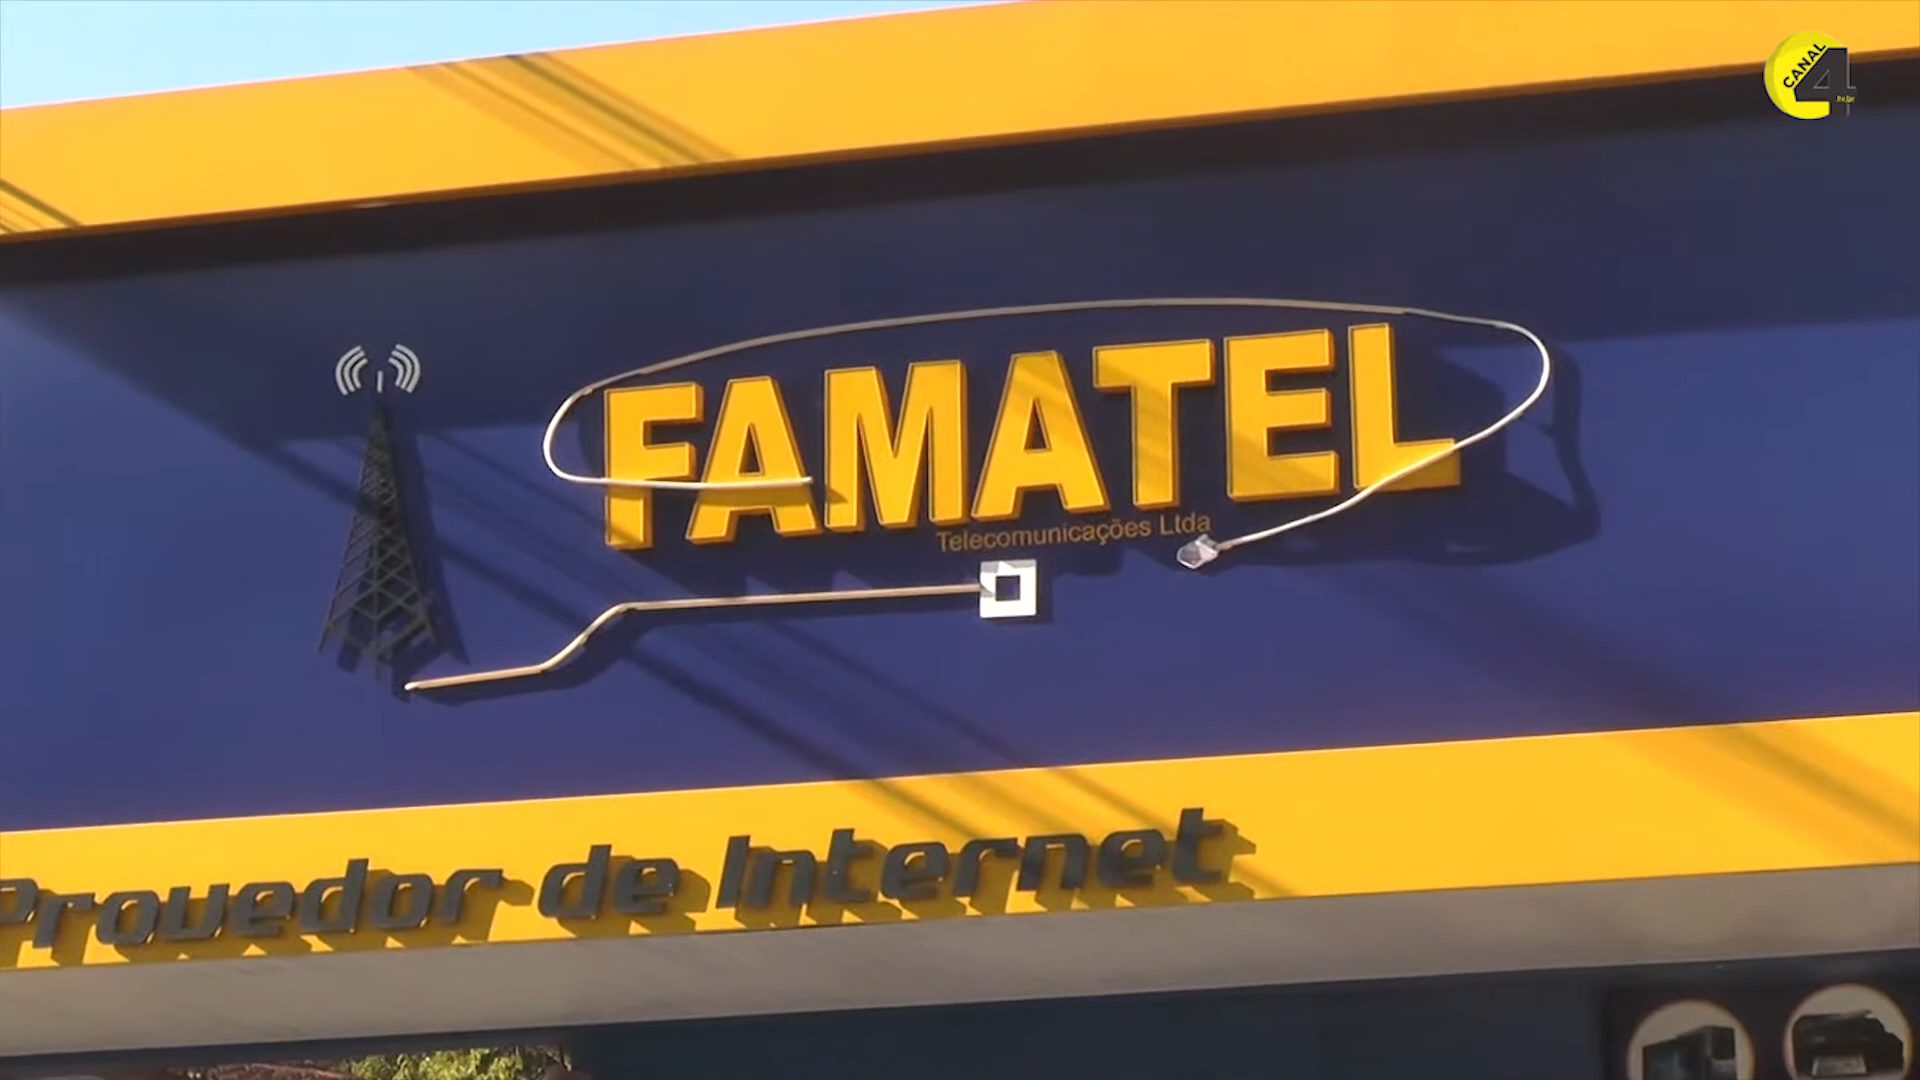 CANAL
4
FAMATEL
Telecomunicações Ltda
Provedor de Internet